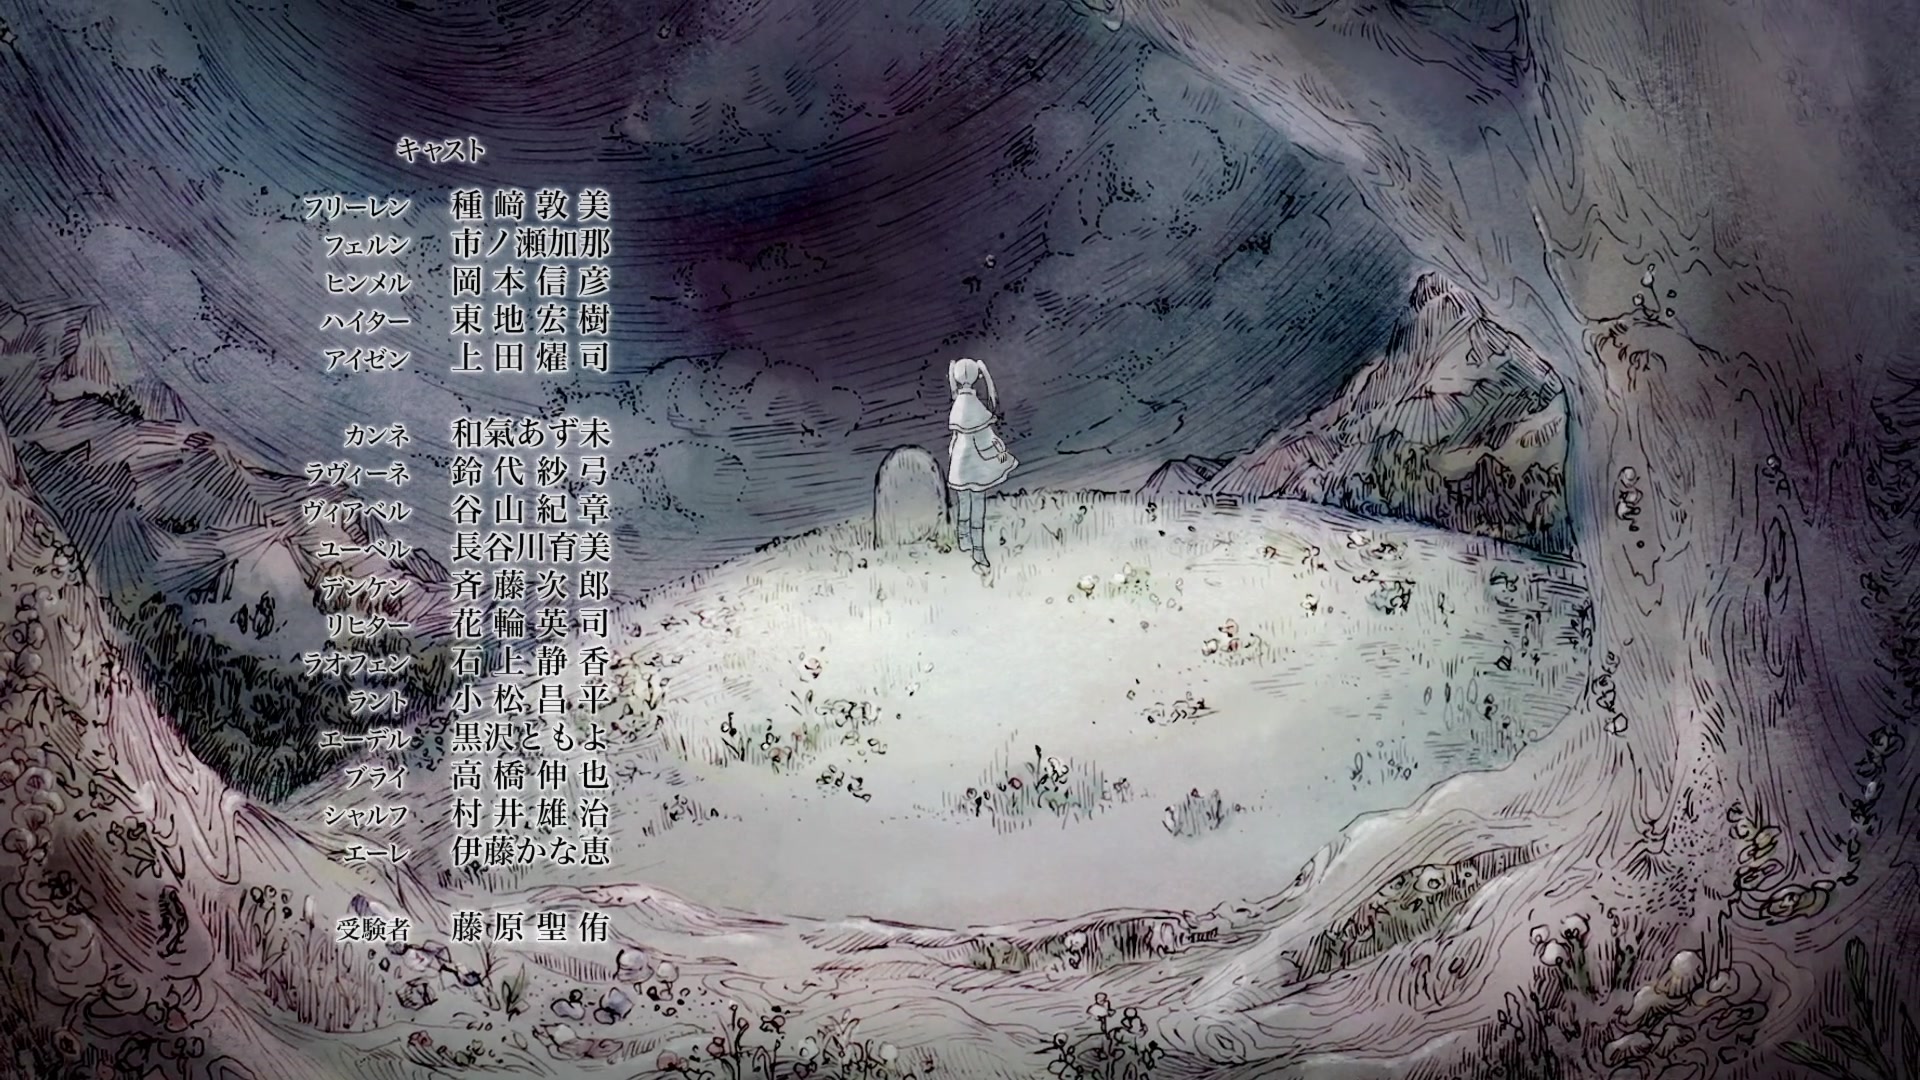 キャスト
フリーレン 種﨑敦美
フェルン 市ノ瀬加那
ヒンメル 岡本信彦
ハイター 東地宏樹
アイゼン 上田燿司
カンネ 和氣あず未
ラヴィーネ 鈴代紗弓
ヴィアベル 谷山紀章
ユーベル 長谷川育美
デンケン 斉藤次郎
リヒター 花輪英司
ラオフェン 石上静香
ラント 小松昌平
エーデル 黒沢ともよ
ブライ 高橋伸也
シャルフ 村井雄治
エーレ 伊藤かな恵
受験者 藤原聖侑